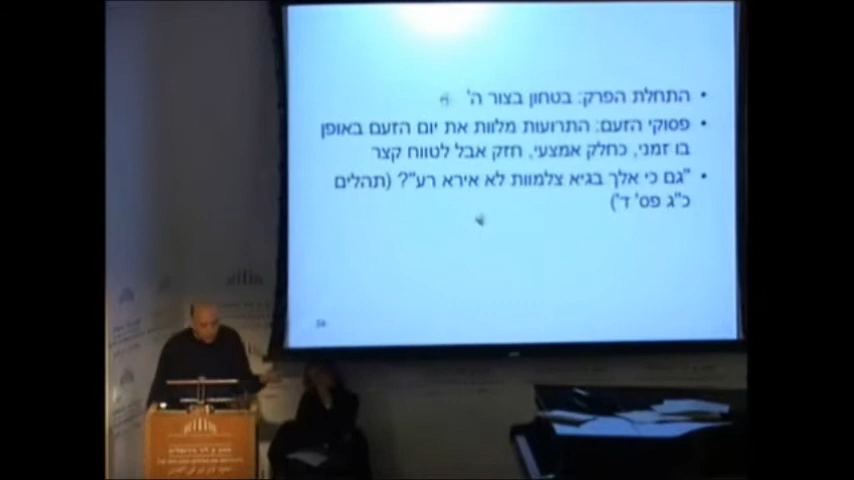 התחלת הפרק: בטחון בצור ה'
פסוקי הזעם: התרועות מלוות את יום הזעם באופן
בו זמני, כחלק אמצעי, חזק אבל לטווח קצר
"גם כי אלך בגיא צלמוות לא אירא רע"? (תהלים
כ"ג פס' ד')